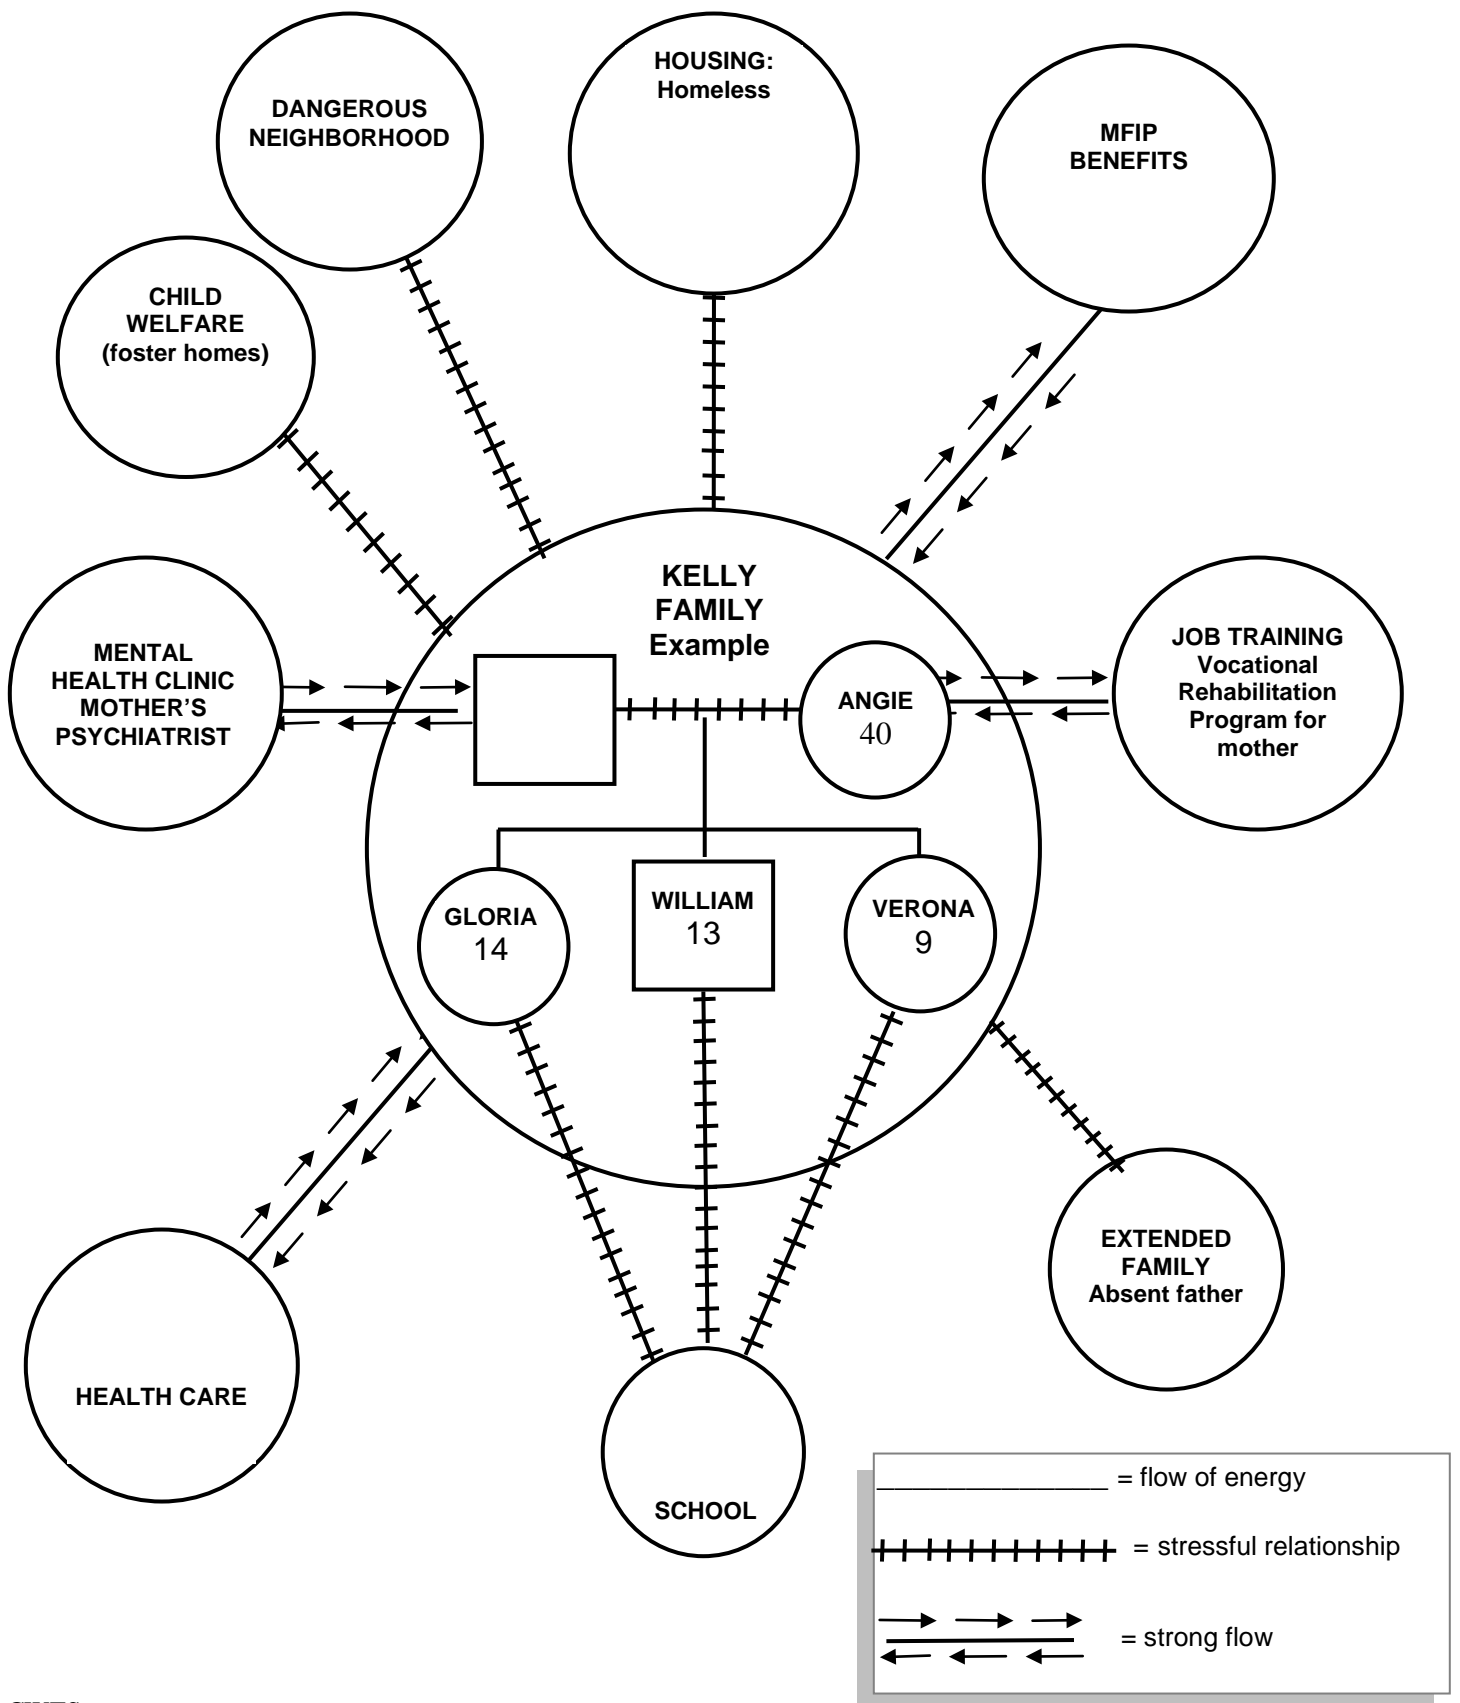 HOUSING:
Homeless
DANGEROUS
NEIGHBORHOOD
MFIP
BENEFITS
CHILD
WELFARE
(foster homes)
KELLY
FAMILY
Example
MENTAL
HEALTH CLINIC
MOTHER'S
PSYCHIATRIST
ANGIE
40
JOB TRAINING
Vocational
Rehabilitation
Program for
mother
GLORIA
14
WILLIAM
13
VERONA
9
EXTENDED
FAMILY
Absent father
HEALTH CARE
SCHOOL
= flow of energy
= stressful relationship
= strong flow